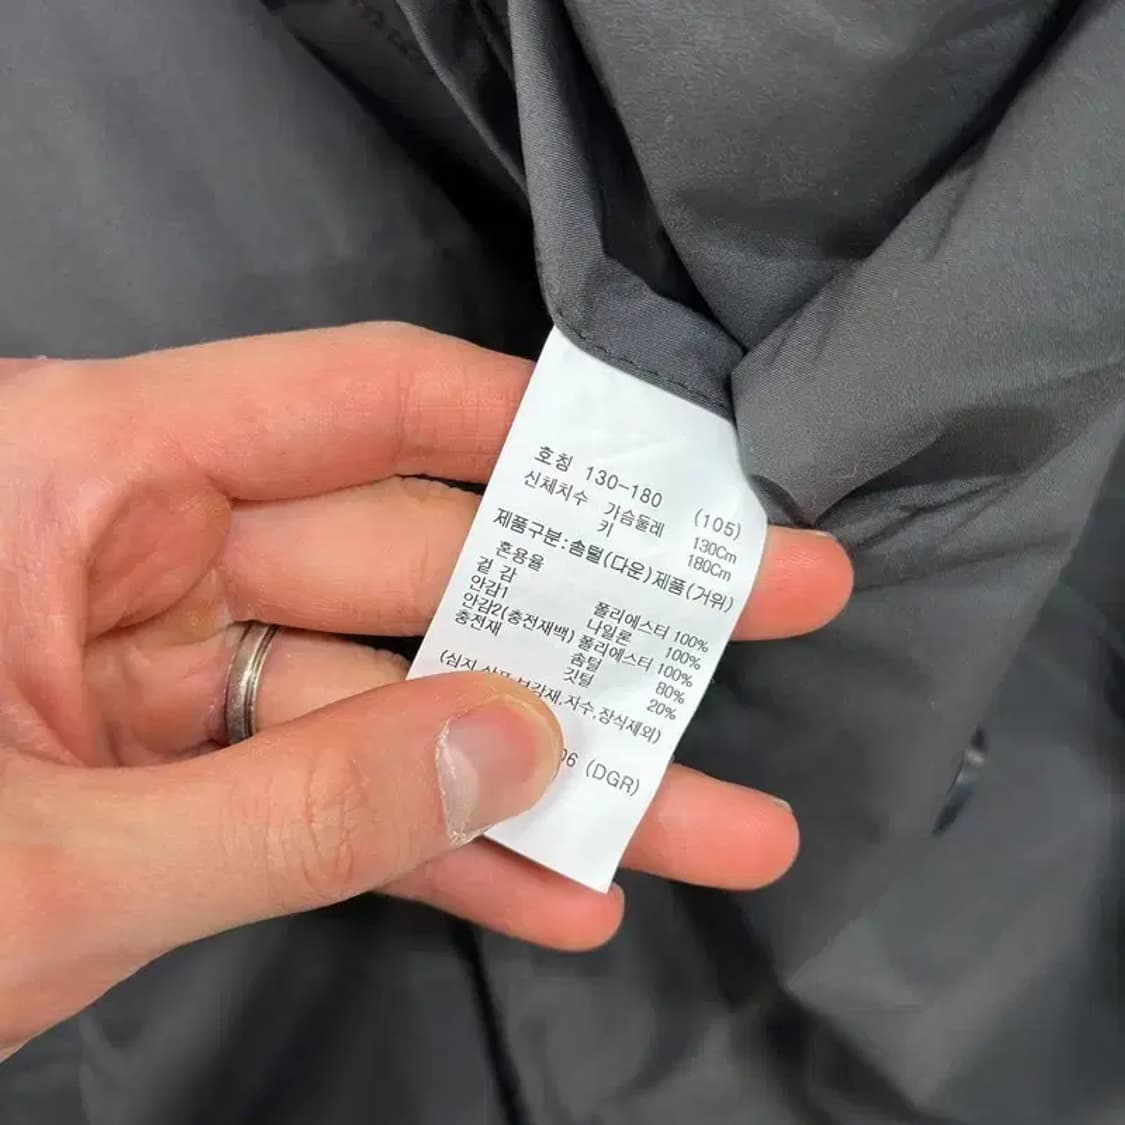 호칭 130-180 (105)
신체치수 가슴둘레 130Cm
키 180Cm
제품구분:솜털(다운)제품(거위)
혼용율
겉 감 폴리에스터 100%
안감1 나일론 100%
안감2(충전재백) 폴리에스터 100%
충전재 솜털 80%
깃털 20%
(심지, 보강재,자수,장식제외)
06 (DGR)